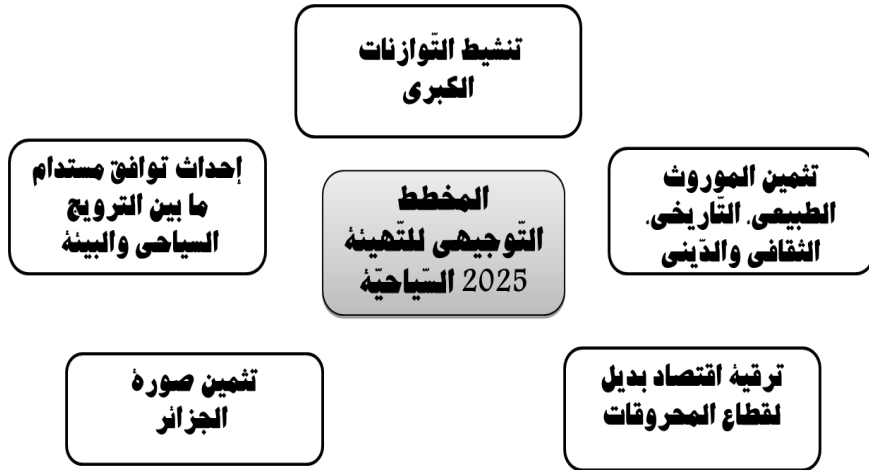 تنشيط التّوازنات
الكبرى
تثمين الموروث
الطبيعي، التّاريخي،
الثقافي والدّيني
إحداث توافق مستدام
ما بين الترويج
السياحي والبيئة
المخطط
التّوجيهي للتّهيئة
السّياحيّة 2025
ترقية اقتصاد بديل
لقطاع المحروقات
تثمين صورة
الجزائر